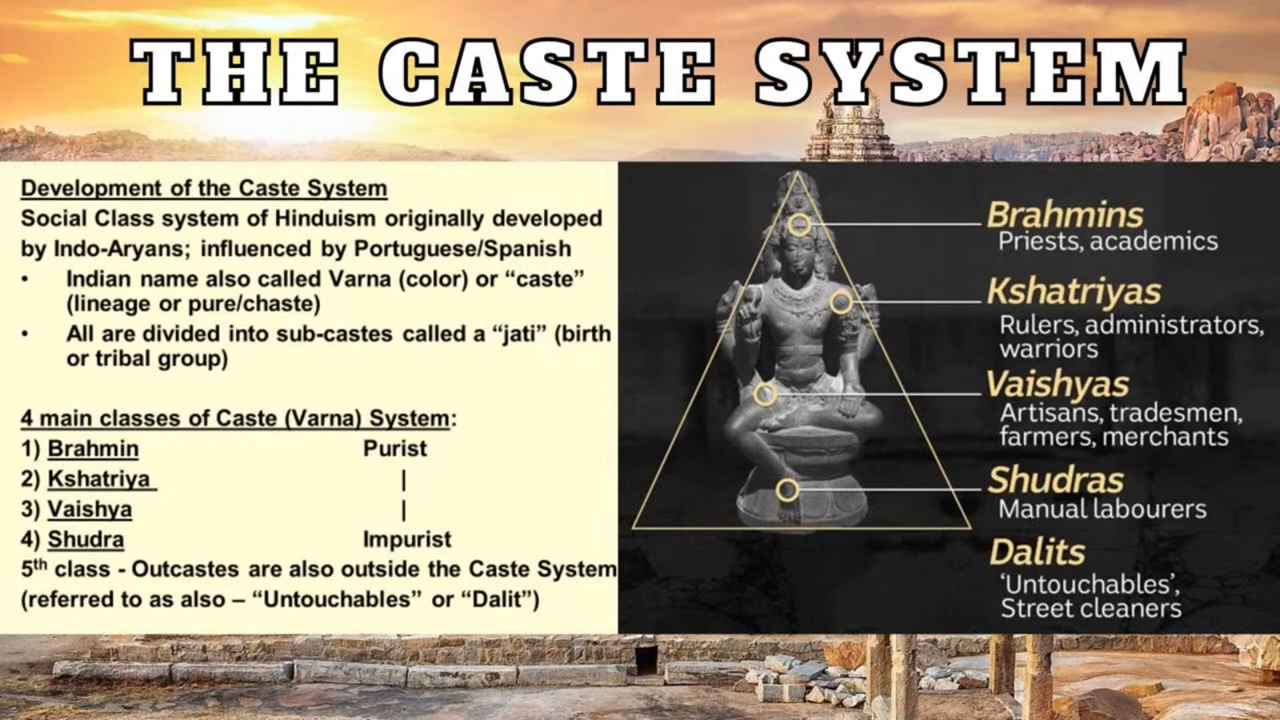 THE CASTE SYSTEM
Development of the Caste System
Social Class system of Hinduism originally developed
by Indo-Aryans; influenced by Portuguese/Spanish
• Indian name also called Varna (color) or “caste”
(lineage or pure/chaste)
• All are divided into sub-castes called a “jati” (birth
or tribal group)
4 main classes of Caste (Varna) System:
1) Brahmin Purist
2) Kshatriya |
3) Vaishya |
4) Shudra Impurist
5th class - Outcastes are also outside the Caste System
(referred to as also – “Untouchables” or “Dalit”)
Brahmins
Priests, academics
Kshatriyas
Rulers, administrators,
warriors
Vaishyas
Artisans, tradesmen,
farmers, merchants
Shudras
Manual labourers
Dalits
‘Untouchables’,
Street cleaners